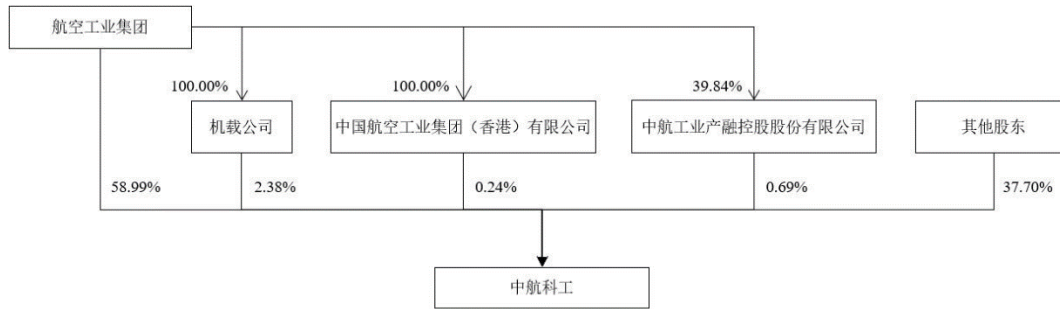 航空工业集团
100.00%
100.00%
39.84%
机载公司
中国航空工业集团（香港）有限公司
中航工业产融控股股份有限公司
其他股东
58.99%
2.38%
0.24%
0.69%
37.70%
中航科工